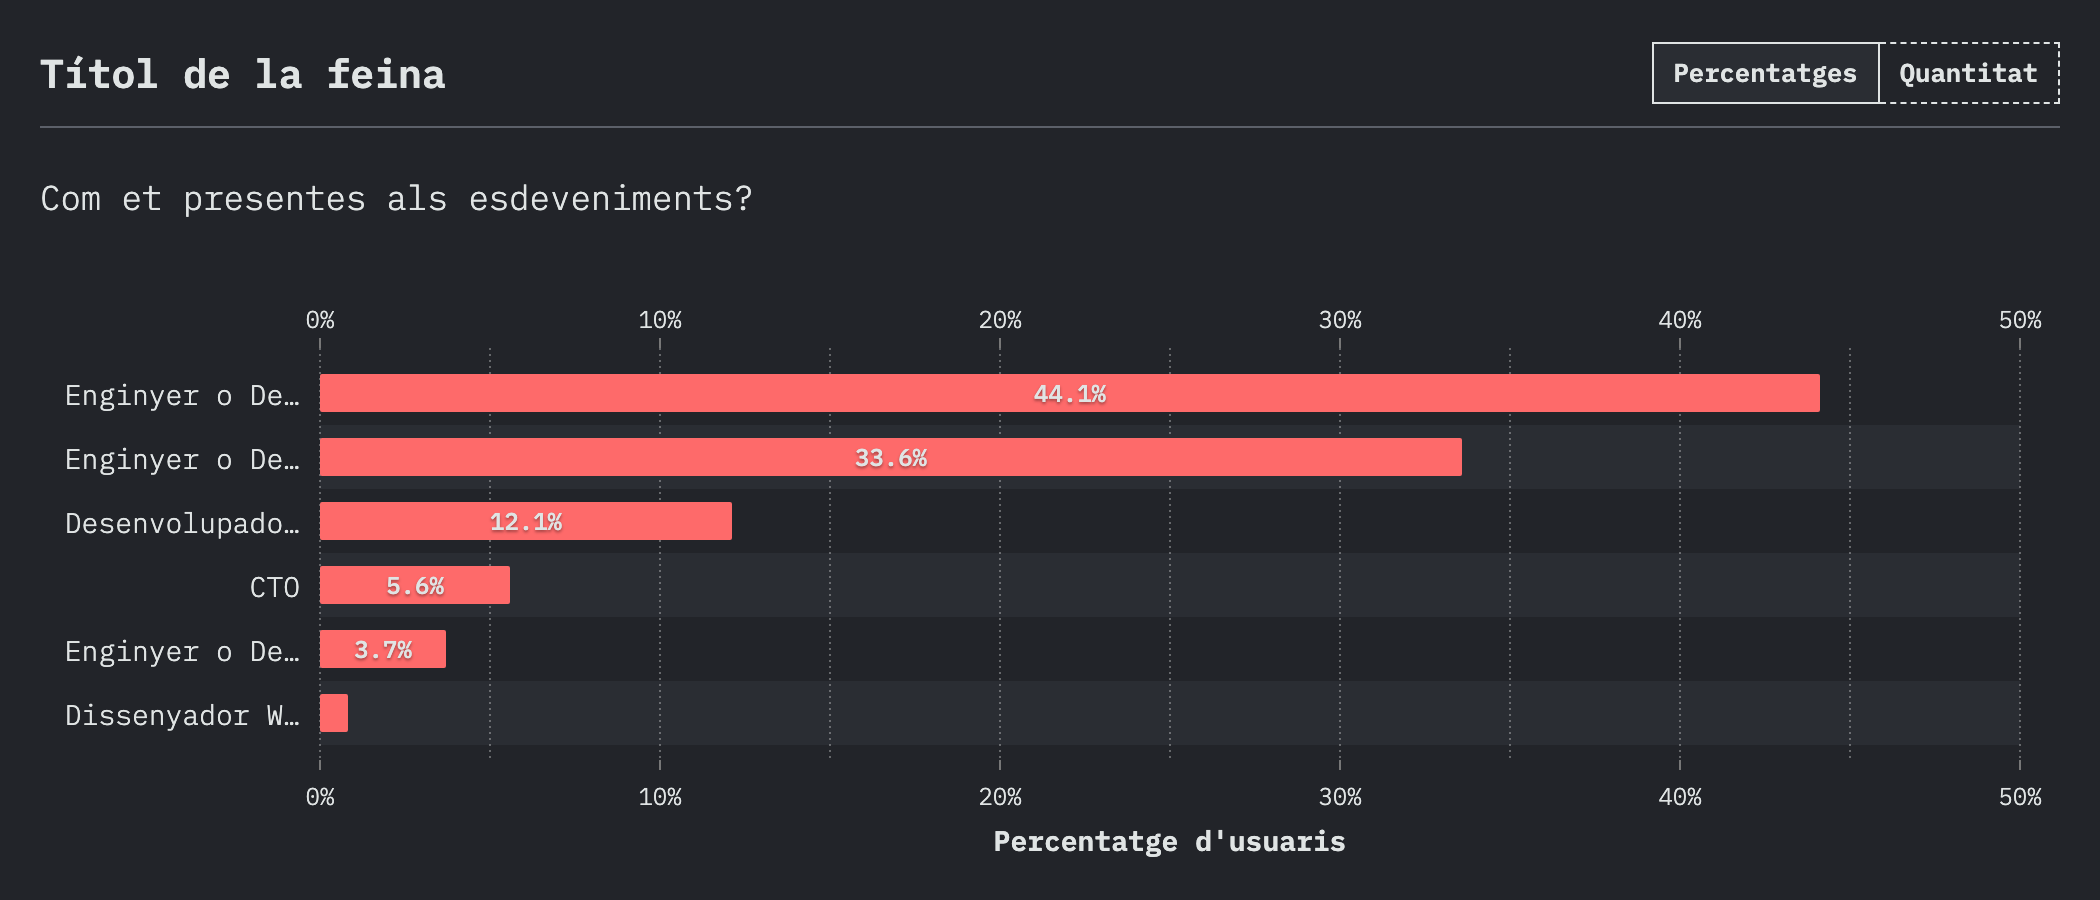 Títol de la feina
Percentatges
Quantitat
Com et presentes als esdeveniments?
0% 10% 20% 30% 40% 50%
Enginyer o De… 44.1%
Enginyer o De… 33.6%
Desenvolupado… 12.1%
CTO 5.6%
Enginyer o De… 3.7%
Dissenyador W…
0% 10% 20% 30% 40% 50%
Percentatge d'usuaris